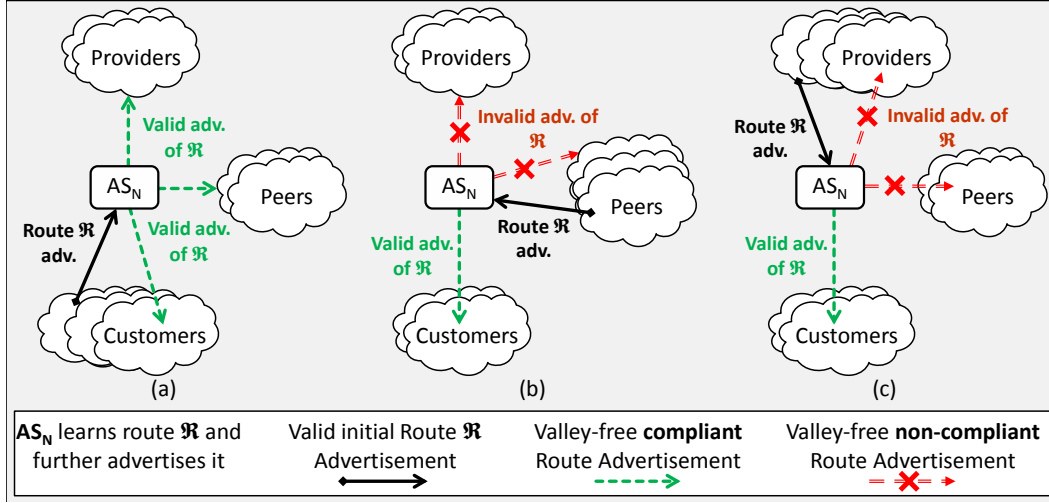 Providers
Valid adv.
of ℜ
AS_N
Peers
Route ℜ
adv.
Valid adv.
of ℜ
Customers
(a)
Providers
Invalid adv. of
ℜ
AS_N
Peers
Route ℜ
adv.
Valid adv.
of ℜ
Customers
(b)
Providers
Route ℜ
adv.
Invalid adv. of
ℜ
AS_N
Peers
Valid adv.
of ℜ
Customers
(c)
AS_N learns route ℜ and
further advertises it
Valid initial Route ℜ
Advertisement
Valley-free compliant
Route Advertisement
Valley-free non-compliant
Route Advertisement